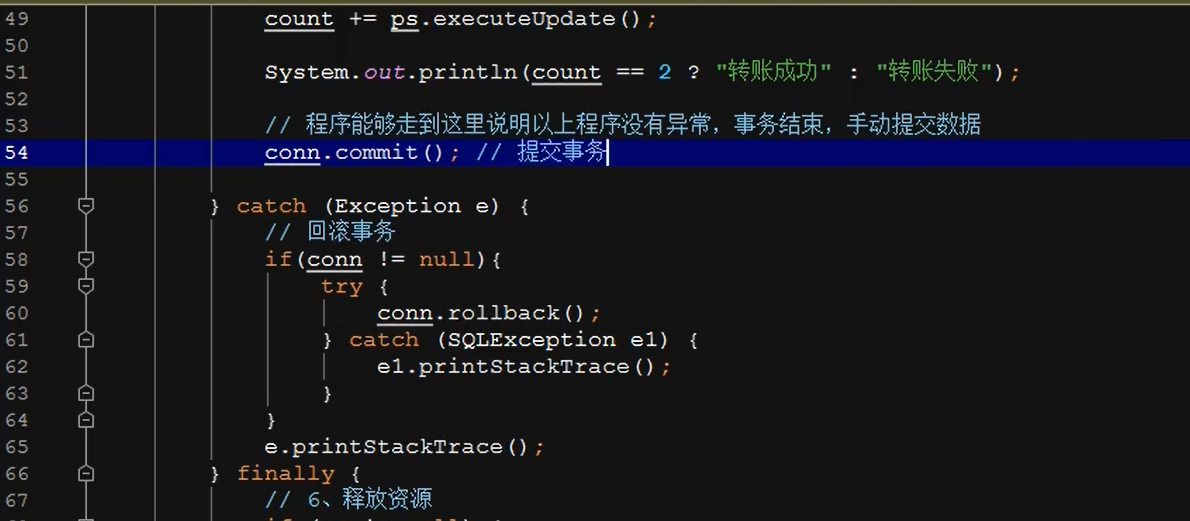 49 count += ps.executeUpdate();
50
51 System.out.println(count == 2 ? "转账成功" : "转账失败");
52
53 // 程序能够走到这里说明以上程序没有异常，事务结束，手动提交数据
54 conn.commit(); // 提交事务
55
56 } catch (Exception e) {
57 // 回滚事务
58 if(conn != null){
59 try {
60 conn.rollback();
61 } catch (SQLException e1) {
62 e1.printStackTrace();
63 }
64 }
65 e.printStackTrace();
66 } finally {
67 // 6、释放资源